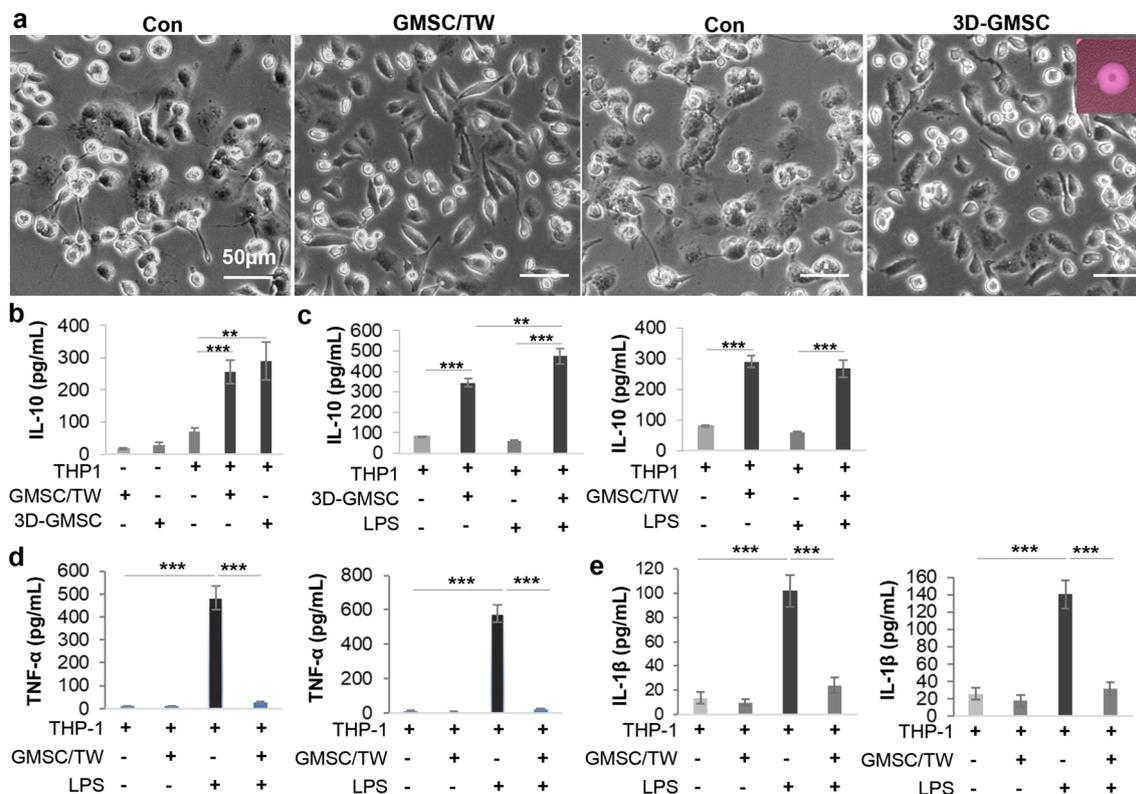 a
Con GMSC/TW Con 3D-GMSC
50μm
b
IL-10 (pg/mL)
400
300
200
100
0
**
***
THP1 - - + + +
GMSC/TW + - - + -
3D-GMSC - + - - +
c
IL-10 (pg/mL)
600
500
400
300
200
100
0
**
*** ***
THP1 + + + +
3D-GMSC - + - +
LPS - - + +
IL-10 (pg/mL)
400
300
200
100
0
*** ***
THP1 + + + +
GMSC/TW - + - +
LPS - - + +
d
TNF-α (pg/mL)
600
500
400
300
200
100
0
*** ***
THP-1 + + + +
GMSC/TW - + - +
LPS - - + +
TNF-α (pg/mL)
800
600
400
200
0
*** ***
+ + + +
- + - +
- - + +
e
IL-1β (pg/mL)
120
100
80
60
40
20
0
*** ***
THP-1 + + + +
GMSC/TW - + - +
LPS - - + +
IL-1β (pg/mL)
160
140
120
100
80
60
40
20
0
*** ***
THP-1 + + + +
GMSC/TW - + - +
LPS - - + +